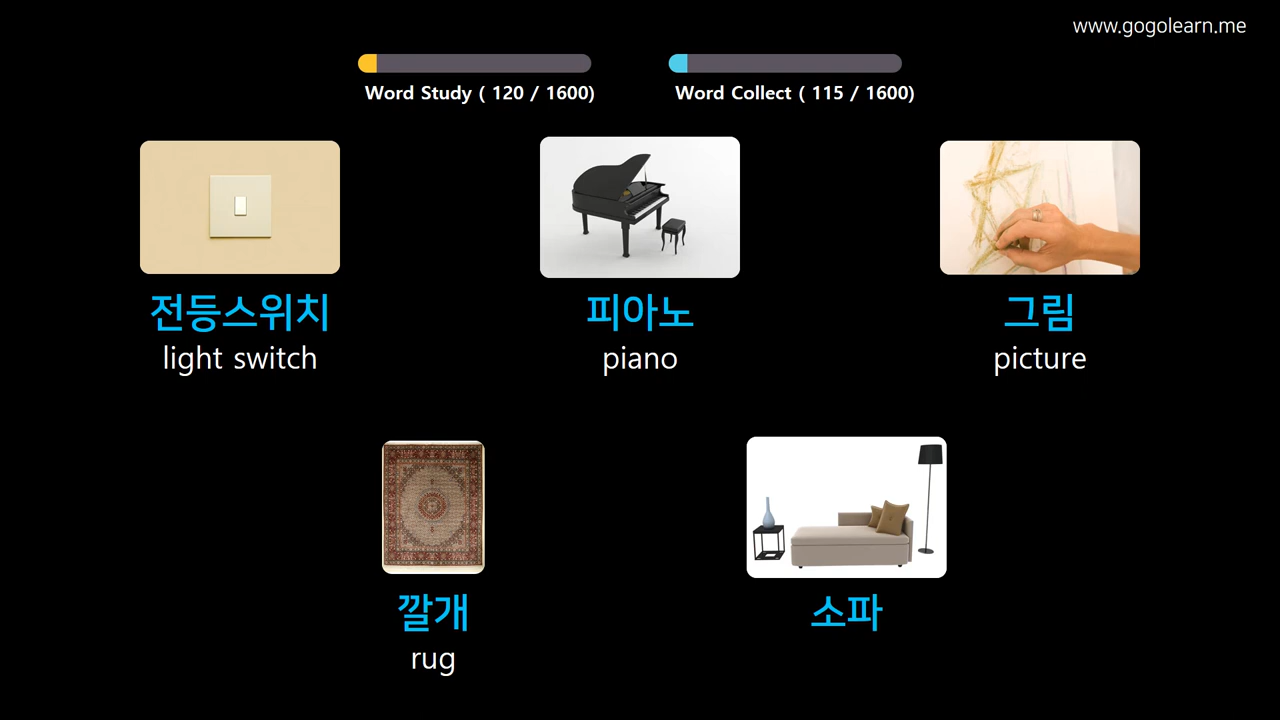 www.gogolearn.me
Word Study ( 120 / 1600)
Word Collect ( 115 / 1600)
전등스위치
light switch
피아노
piano
그림
picture
깔개
rug
소파